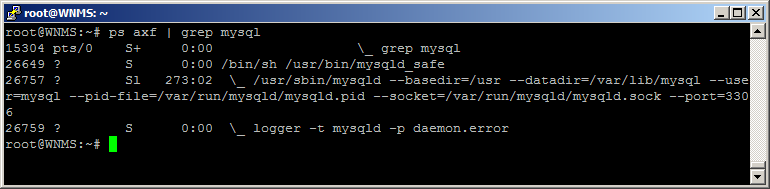 root@WNMS: ~
root@WNMS:~# ps axf | grep mysql
15304 pts/0    S+     0:00                  \_ grep mysql
26649 ?        S      0:00 /bin/sh /usr/bin/mysqld_safe
26757 ?        Sl   273:02  \_ /usr/sbin/mysqld --basedir=/usr --datadir=/var/lib/mysql --use
r=mysql --pid-file=/var/run/mysqld/mysqld.pid --socket=/var/run/mysqld/mysqld.sock --port=330
6
26759 ?        S      0:00  \_ logger -t mysqld -p daemon.error
root@WNMS:~#